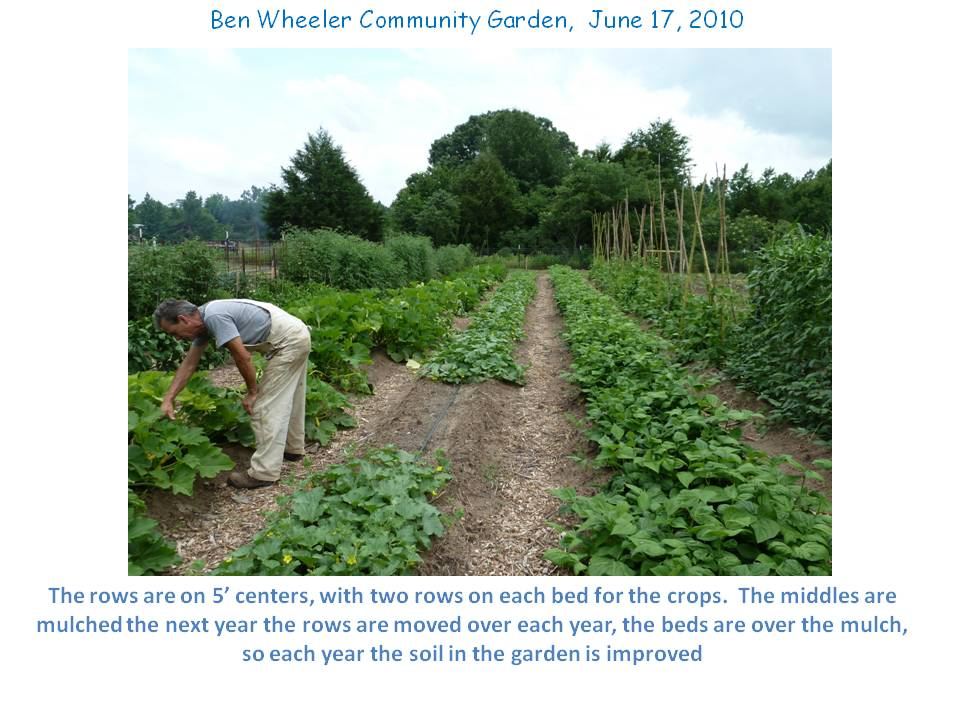 Ben Wheeler Community Garden,  June 17, 2010
The rows are on 5’ centers, with two rows on each bed for the crops.  The middles are
mulched the next year the rows are moved over each year, the beds are over the mulch,
so each year the soil in the garden is improved